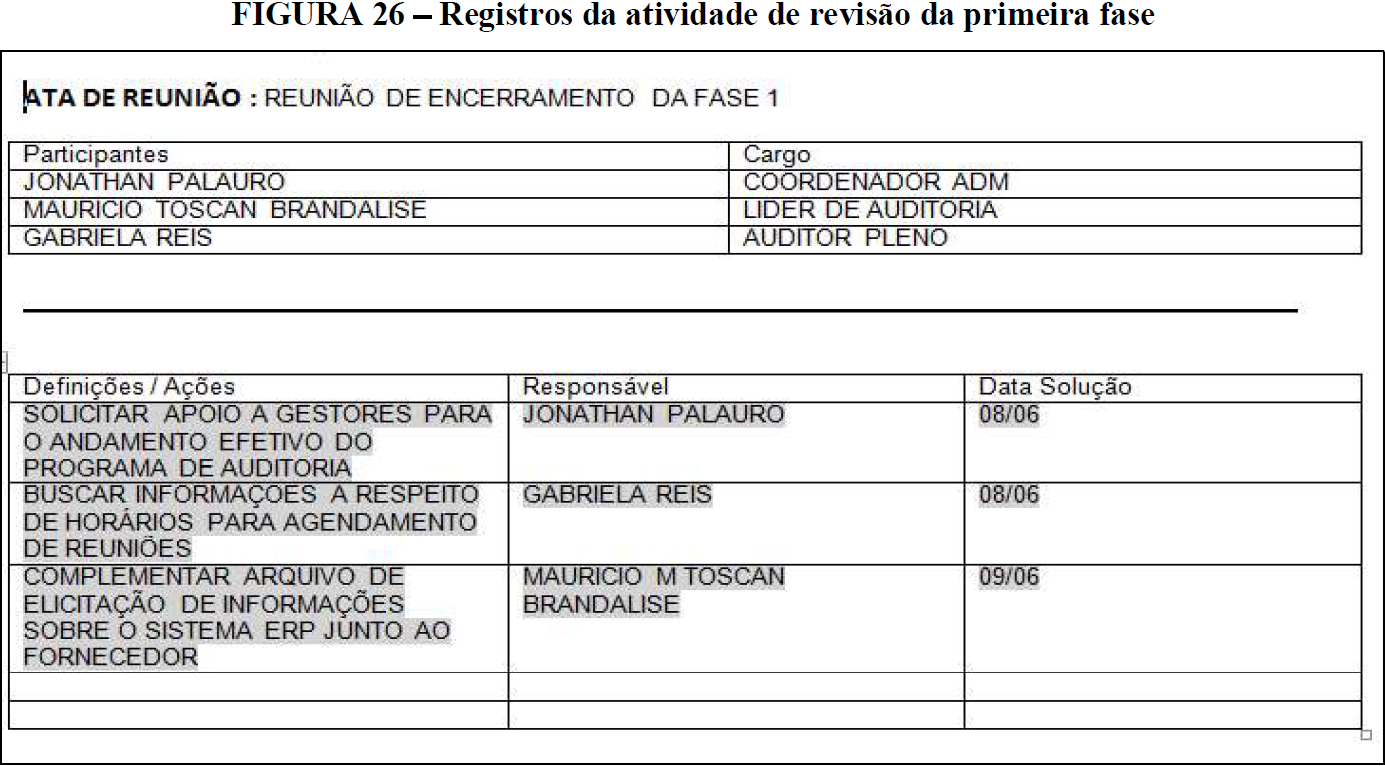 FIGURA 26 – Registros da atividade de revisão da primeira fase
ATA DE REUNIÃO : REUNIÃO DE ENCERRAMENTO DA FASE 1
Participantes Cargo
JONATHAN PALAURO COORDENADOR ADM
MAURICIO TOSCAN BRANDALISE LIDER DE AUDITORIA
GABRIELA REIS AUDITOR PLENO
Definições / Ações Responsável Data Solução
SOLICITAR APOIO A GESTORES PARA JONATHAN PALAURO 08/06
O ANDAMENTO EFETIVO DO
PROGRAMA DE AUDITORIA
BUSCAR INFORMAÇOES A RESPEITO GABRIELA REIS 08/06
DE HORÁRIOS PARA AGENDAMENTO
DE REUNIÕES
COMPLEMENTAR ARQUIVO DE MAURICIO M TOSCAN 09/06
ELICITAÇÃO DE INFORMAÇÕES BRANDALISE
SOBRE O SISTEMA ERP JUNTO AO
FORNECEDOR